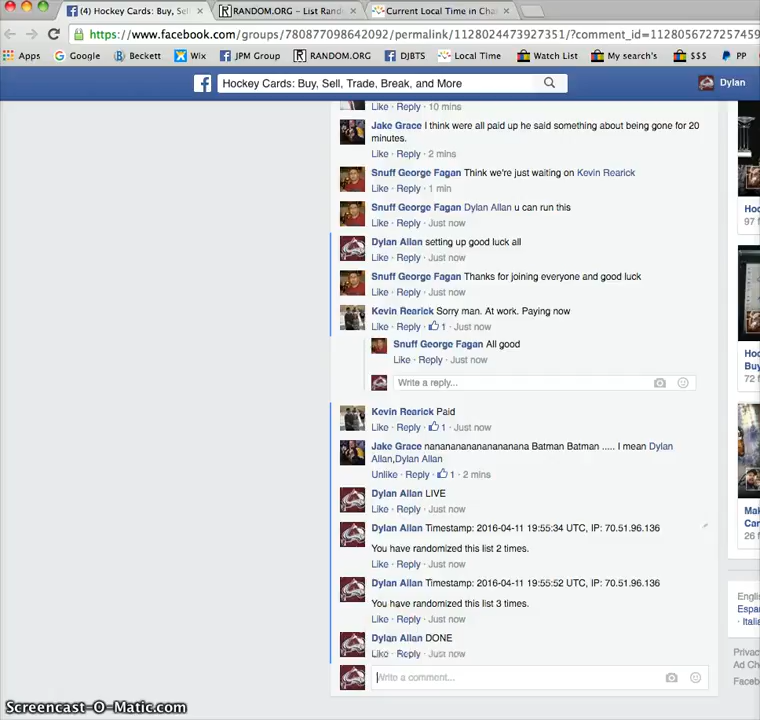 (4) Hockey Cards: Buy, Sel
RANDOM.ORG - List Rand
Current Local Time in Cha
https://www.facebook.com/groups/780877098642092/permalink/1128024473927351/?comment_id=1128056727257459
Apps Google Beckett Wix JPM Group RANDOM.ORG DJBTS Local Time Watch List My search's $$$ PP
Hockey Cards: Buy, Sell, Trade, Break, and More
Dylan
Like · Reply · 10 mins
Jake Grace I think were all paid up he said something about being gone for 20
minutes.
Like · Reply · 2 mins
Snuff George Fagan Think we're just waiting on Kevin Rearick
Like · Reply · 1 min
Snuff George Fagan Dylan Allan u can run this
Like · Reply · Just now
Dylan Allan setting up good luck all
Like · Reply · Just now
Snuff George Fagan Thanks for joining everyone and good luck
Like · Reply · Just now
Kevin Rearick Sorry man. At work. Paying now
Like · Reply · 1 · Just now
Snuff George Fagan All good
Like · Reply · Just now
Write a reply...
Kevin Rearick Paid
Like · Reply · 1 · Just now
Jake Grace nanananananananana Batman Batman ..... I mean Dylan
Allan,Dylan Allan
Unlike · Reply · 1 · 2 mins
Dylan Allan LIVE
Like · Reply · Just now
Dylan Allan Timestamp: 2016-04-11 19:55:34 UTC, IP: 70.51.96.136
You have randomized this list 2 times.
Like · Reply · Just now
Dylan Allan Timestamp: 2016-04-11 19:55:52 UTC, IP: 70.51.96.136
You have randomized this list 3 times.
Like · Reply · Just now
Dylan Allan DONE
Like · Reply · Just now
Write a comment...
Hoc
97 f
Hoc
Buy
72 f
Mak
Car
26 f
Englis
Espa
· Italia
Privac
Ad Ch
Faceb
Screencast-O-Matic.com